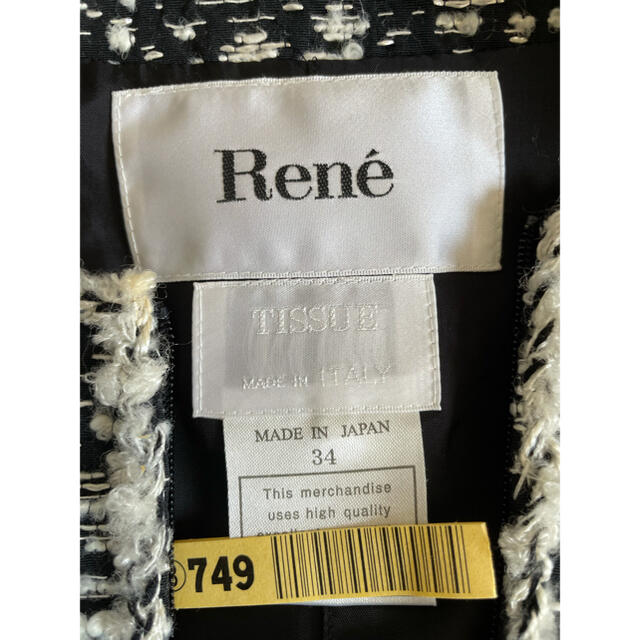 René
TISSUE
MADE IN ITALY
MADE IN JAPAN
34
This merchandise
uses high quality
749